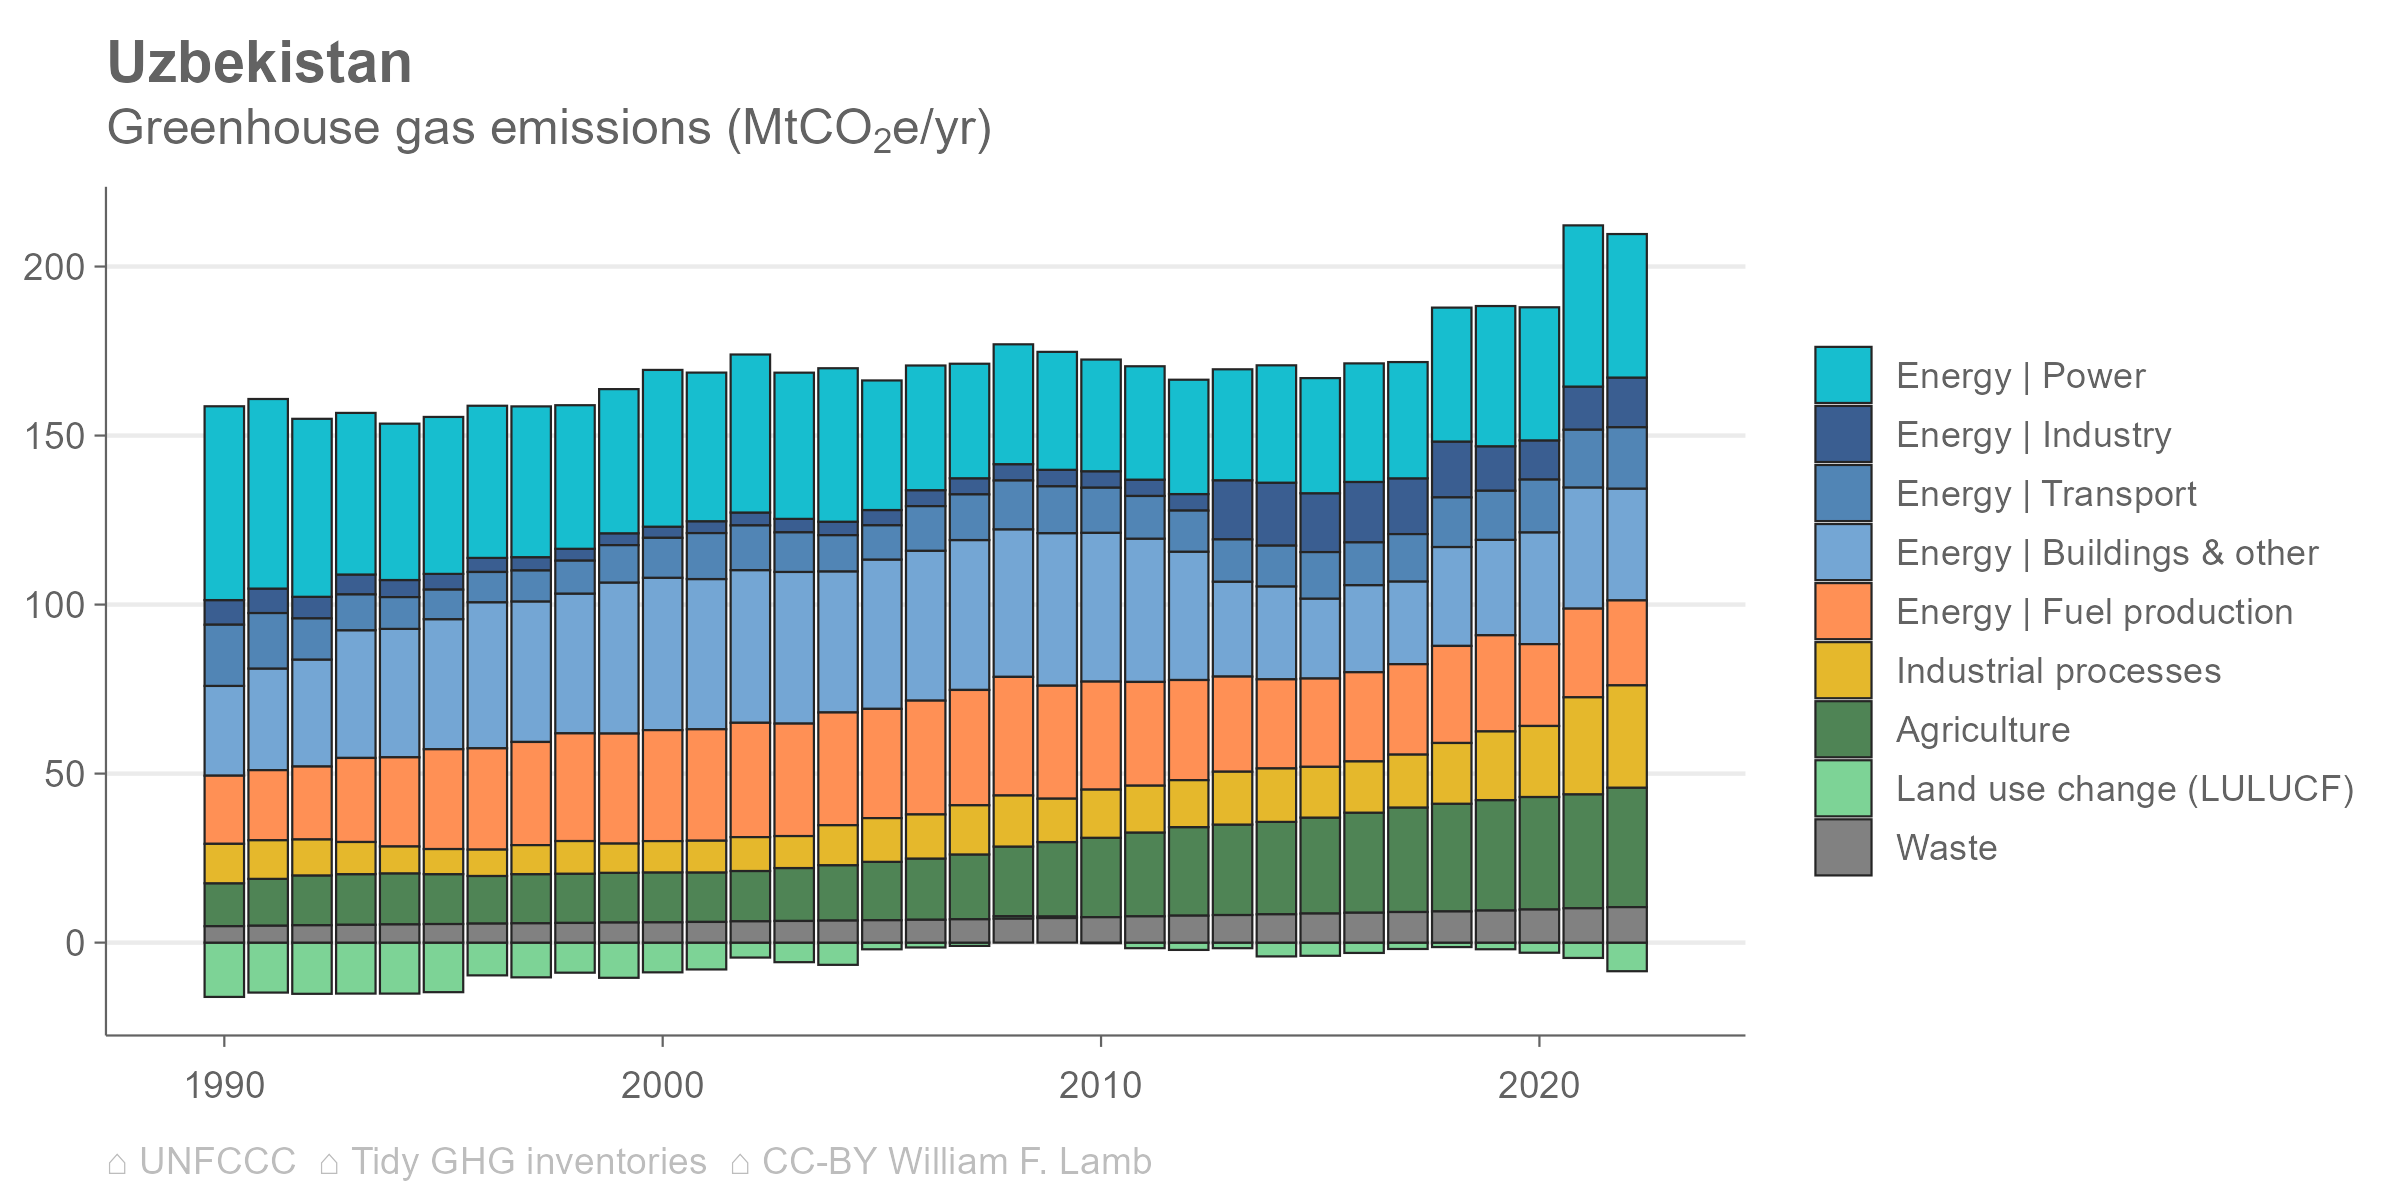 Uzbekistan
Greenhouse gas emissions (MtCO₂e/yr)
200
150
100
50
0
1990
2000
2010
2020
Energy | Power
Energy | Industry
Energy | Transport
Energy | Buildings & other
Energy | Fuel production
Industrial processes
Agriculture
Land use change (LULUCF)
Waste
⌂ UNFCCC ⌂ Tidy GHG inventories ⌂ CC-BY William F. Lamb